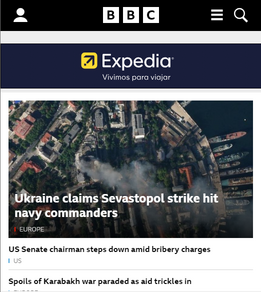 BBC
Expedia
Vivimos para viajar
Ukraine claims Sevastopol strike hit
navy commanders
EUROPE
US Senate chairman steps down amid bribery charges
US
Spoils of Karabakh war paraded as aid trickles in